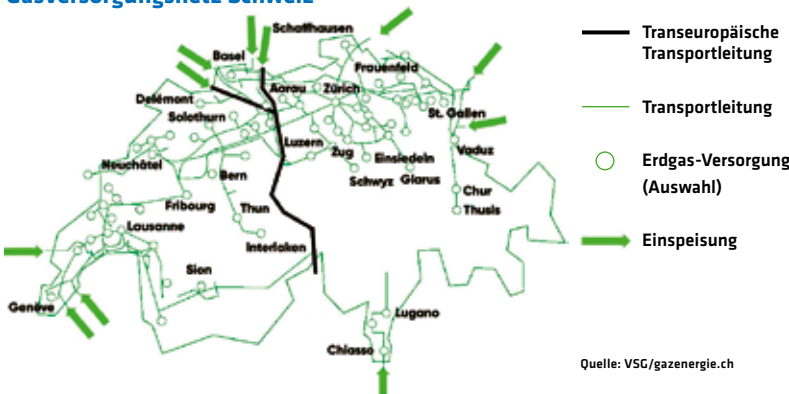 Gasversorgungsnetz Schweiz
Schaffhausen
Basel
Frauenfeld
Aarau
Zürich
Delémont
St. Gallen
Solothurn
Luzern
Zug
Einsiedeln
Vaduz
Neuchâtel
Bern
Schwyz
Glarus
Chur
Fribourg
Thun
Thusis
Lausanne
Interlaken
Sion
Genève
Lugano
Chiasso
Transeuropäische
Transportleitung
Transportleitung
Erdgas-Versorgung
(Auswahl)
Einspeisung
Quelle: VSG/gazenergie.ch